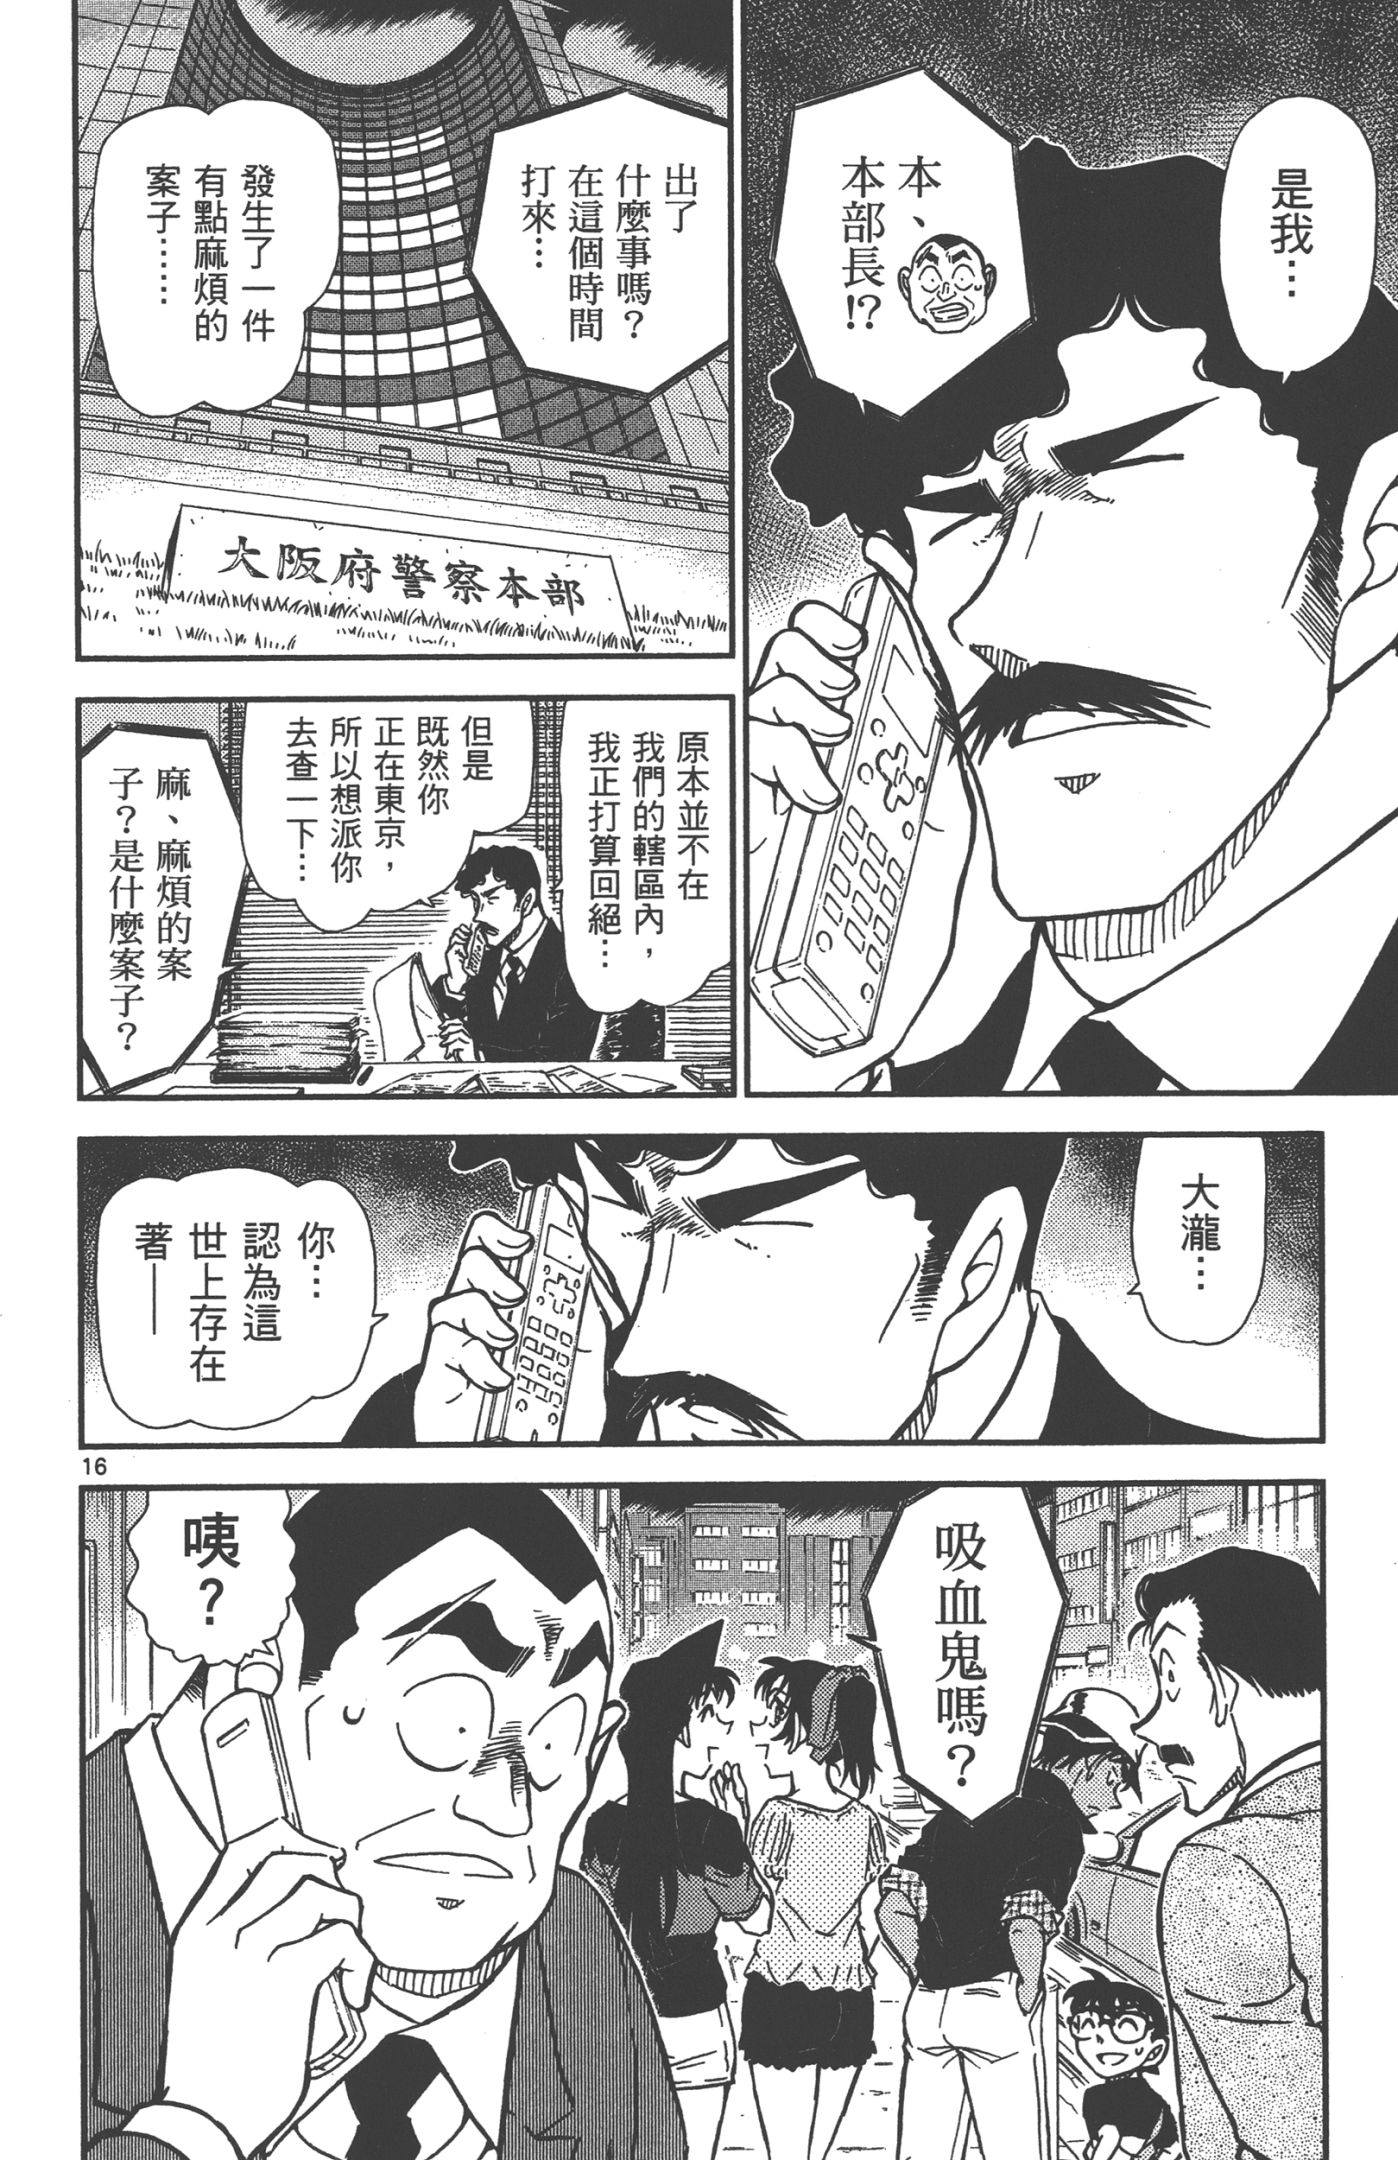 是我…
本、
本部長!?
出了
什麼事嗎？
在這個時間
打來…
發生了一件
有點麻煩的
案子……
大阪府警察本部
原本並不在
我們的轄區內，
我正打算回絕…
但是
既然你
正在東京，
所以想派你
去查一下…
麻、麻煩的案
子？是什麼案子？
大瀧…
你…
認為這
世上存在
著——
16
吸血鬼嗎？
咦？